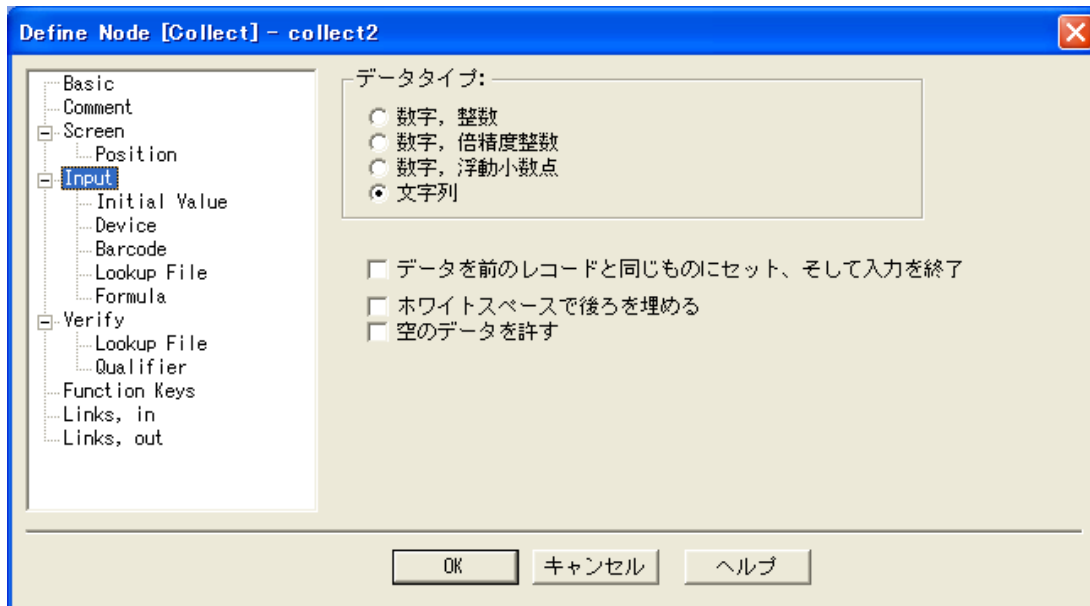 Define Node [Collect] - collect2
Basic
Comment
Screen
Position
Input
Initial Value
Device
Barcode
Lookup File
Formula
Verify
Lookup File
Qualifier
Function Keys
Links, in
Links, out
データタイプ:
数字，整数
数字，倍精度整数
数字，浮動小数点
文字列
データを前のレコードと同じものにセット、そして入力を終了
ホワイトスペースで後ろを埋める
空のデータを許す
OK
キャンセル
ヘルプ